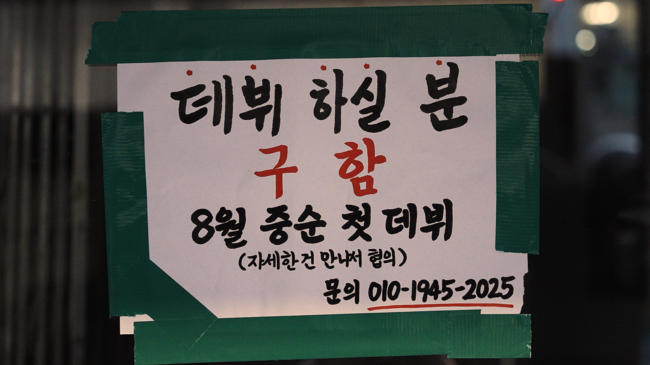 데뷔 하실 분
구 함
8월 중순 첫 데뷔
(자세한 건 만나서 협의)
문의 010-1945-2025